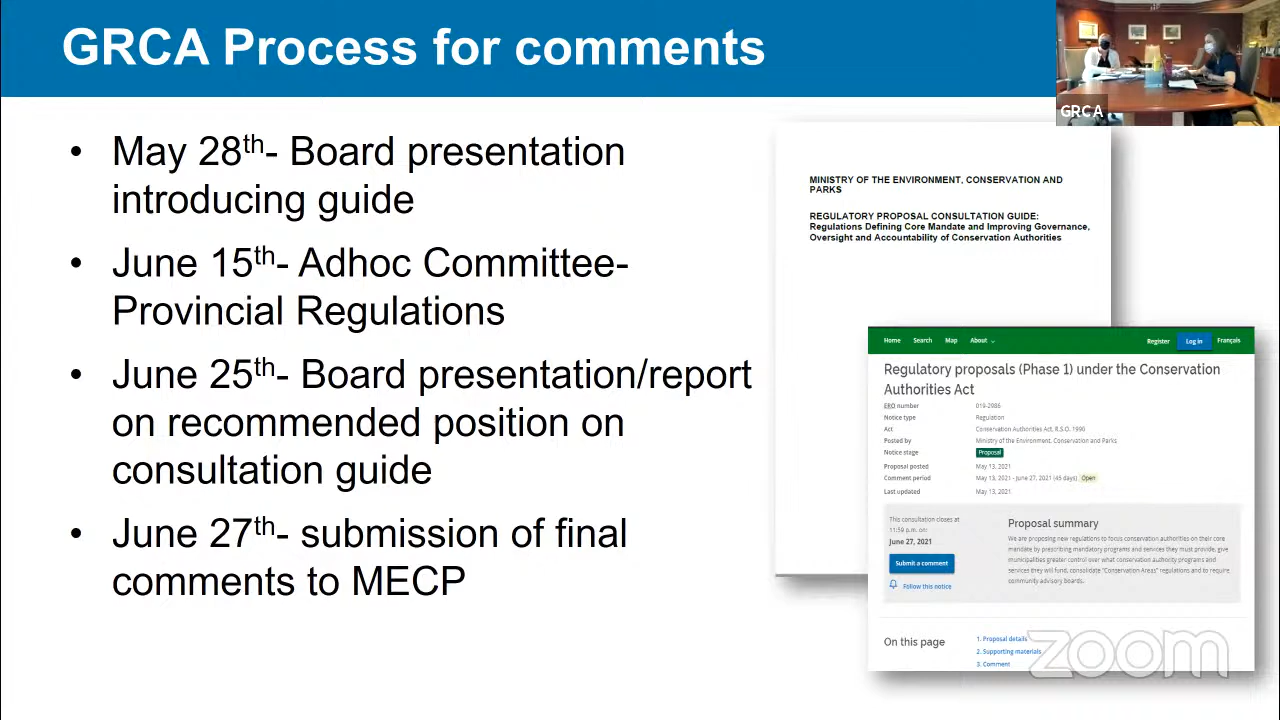 GRCA Process for comments
GRCA
• May 28th- Board presentation
introducing guide
• June 15th- Adhoc Committee-
Provincial Regulations
• June 25th- Board presentation/report
on recommended position on
consultation guide
• June 27th- submission of final
comments to MECP
MINISTRY OF THE ENVIRONMENT, CONSERVATION AND
PARKS
REGULATORY PROPOSAL CONSULTATION GUIDE:
Regulations Defining Core Mandate and Improving Governance,
Oversight and Accountability of Conservation Authorities
Home Search Map About Register Log in Français
Regulatory proposals (Phase 1) under the Conservation
Authorities Act
ERO number 019-2986
Notice type Regulation
Act Conservation Authorities Act, R.S.O. 1990
Posted by Ministry of the Environment, Conservation and Parks
Notice stage Proposal
Proposal posted May 13, 2021
Comment period May 13, 2021 - June 27, 2021 (45 days) Open
Last updated May 13, 2021
This consultation closes at
11:59 p.m. on:
June 27, 2021
Submit a comment
Follow this notice
Proposal summary
We are proposing new regulations to focus conservation authorities on their core
mandate by prescribing mandatory programs and services they must provide, give
municipalities greater control over what conservation authority programs and
services they will fund, consolidate "Conservation Areas" regulations and to require
community advisory boards.
On this page
1. Proposal details
2. Supporting materials
3. Comment
zoom